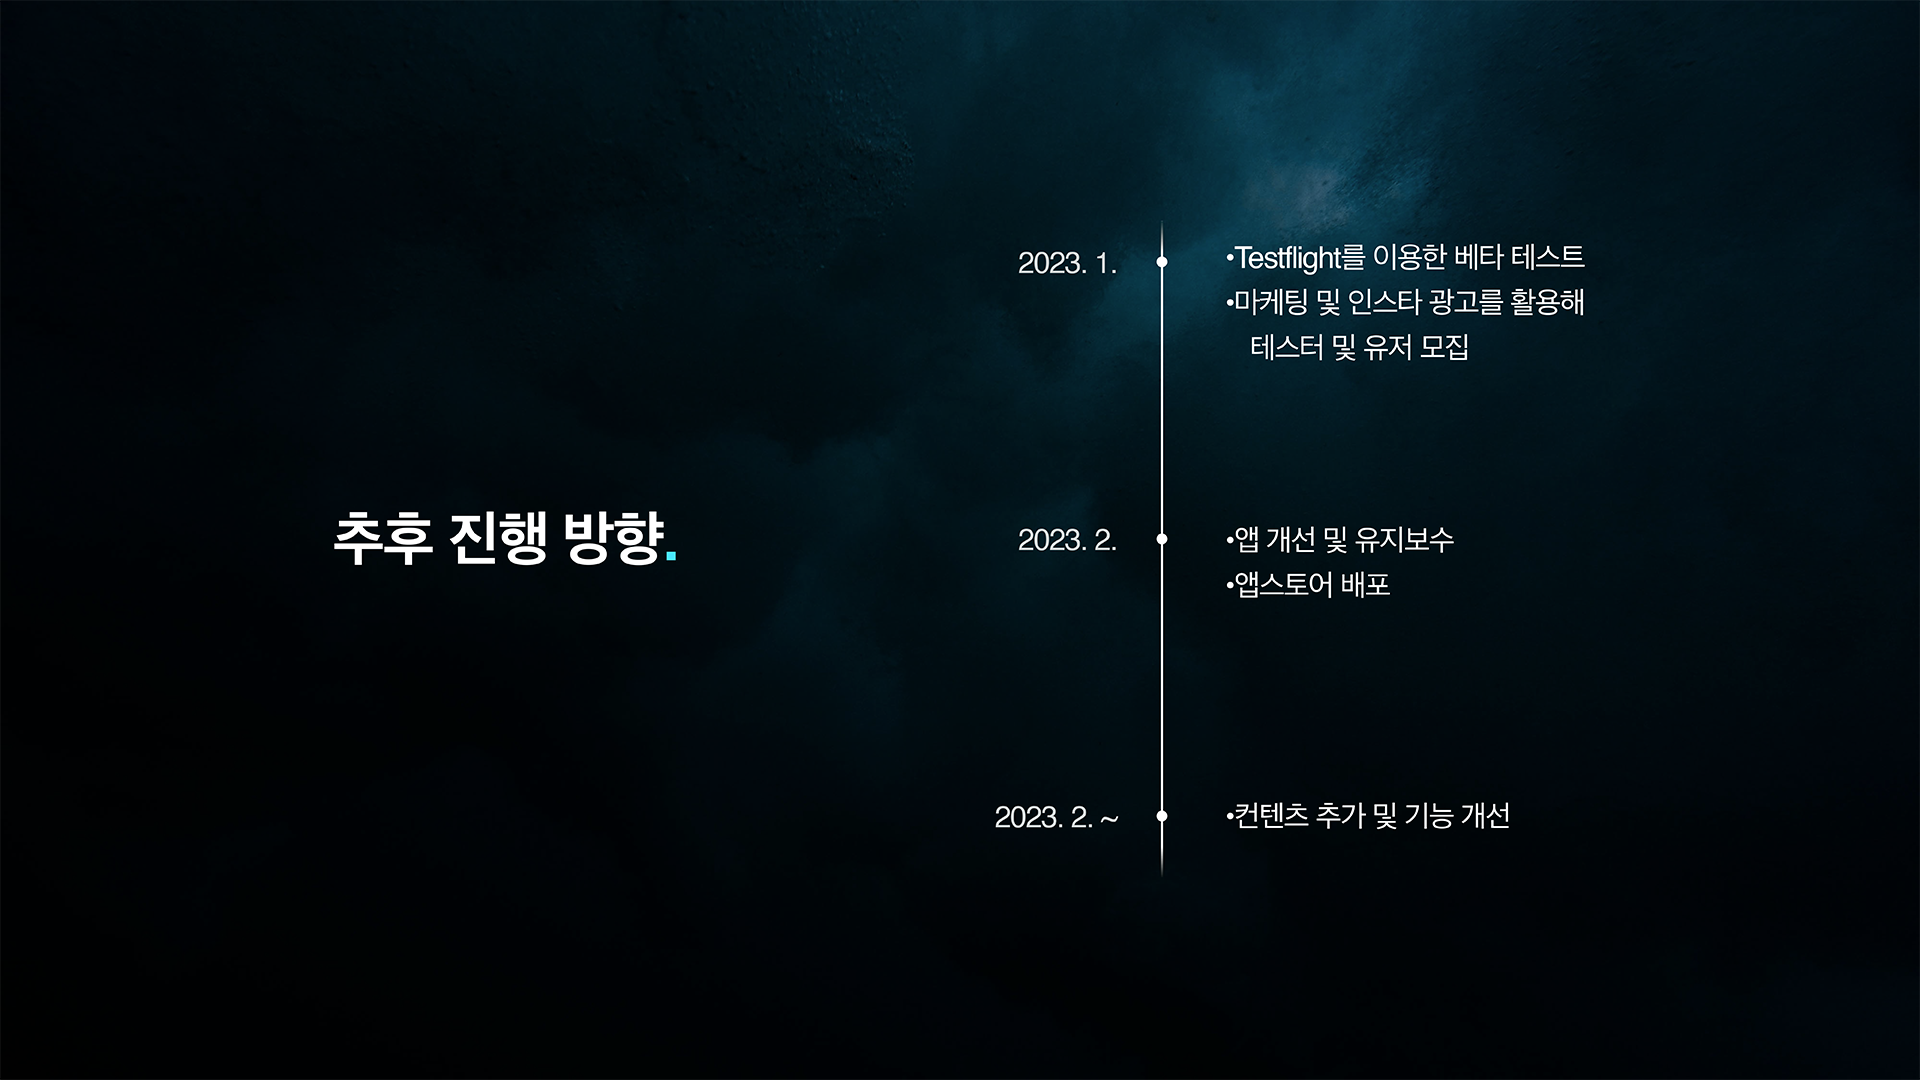 추후 진행 방향.
2023. 1.
•Testflight를 이용한 베타 테스트
•마케팅 및 인스타 광고를 활용해
테스터 및 유저 모집
2023. 2.
•앱 개선 및 유지보수
•앱스토어 배포
2023. 2. ~
•컨텐츠 추가 및 기능 개선